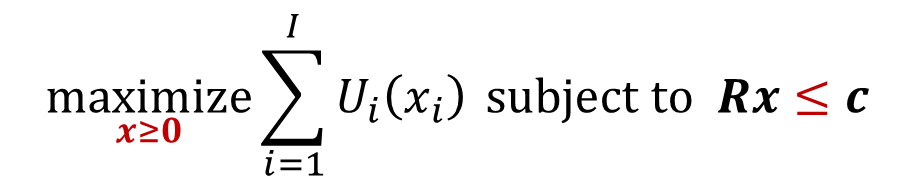 maximize ∑ U_i(x_i) subject to Rx ≤ c
x≥0
I
i=1